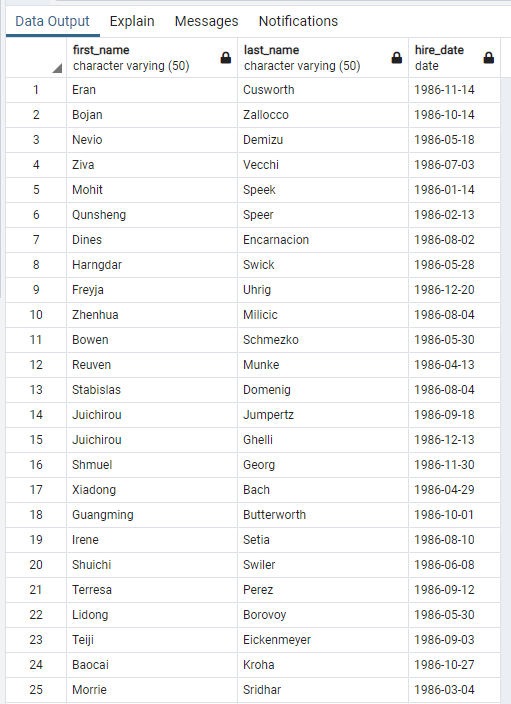 Data Output Explain Messages Notifications
first_name last_name hire_date
character varying (50) character varying (50) date
1 Eran Cusworth 1986-11-14
2 Bojan Zallocco 1986-10-14
3 Nevio Demizu 1986-05-18
4 Ziva Vecchi 1986-07-03
5 Mohit Speek 1986-01-14
6 Qunsheng Speer 1986-02-13
7 Dines Encarnacion 1986-08-02
8 Harngdar Swick 1986-05-28
9 Freyja Uhrig 1986-12-20
10 Zhenhua Milicic 1986-08-04
11 Bowen Schmezko 1986-05-30
12 Reuven Munke 1986-04-13
13 Stabislas Domenig 1986-08-04
14 Juichirou Jumpertz 1986-09-18
15 Juichirou Ghelli 1986-12-13
16 Shmuel Georg 1986-11-30
17 Xiadong Bach 1986-04-29
18 Guangming Butterworth 1986-10-01
19 Irene Setia 1986-08-10
20 Shuichi Swiler 1986-06-08
21 Terresa Perez 1986-09-12
22 Lidong Borovoy 1986-05-30
23 Teiji Eickenmeyer 1986-09-03
24 Baocai Kroha 1986-10-27
25 Morrie Sridhar 1986-03-04